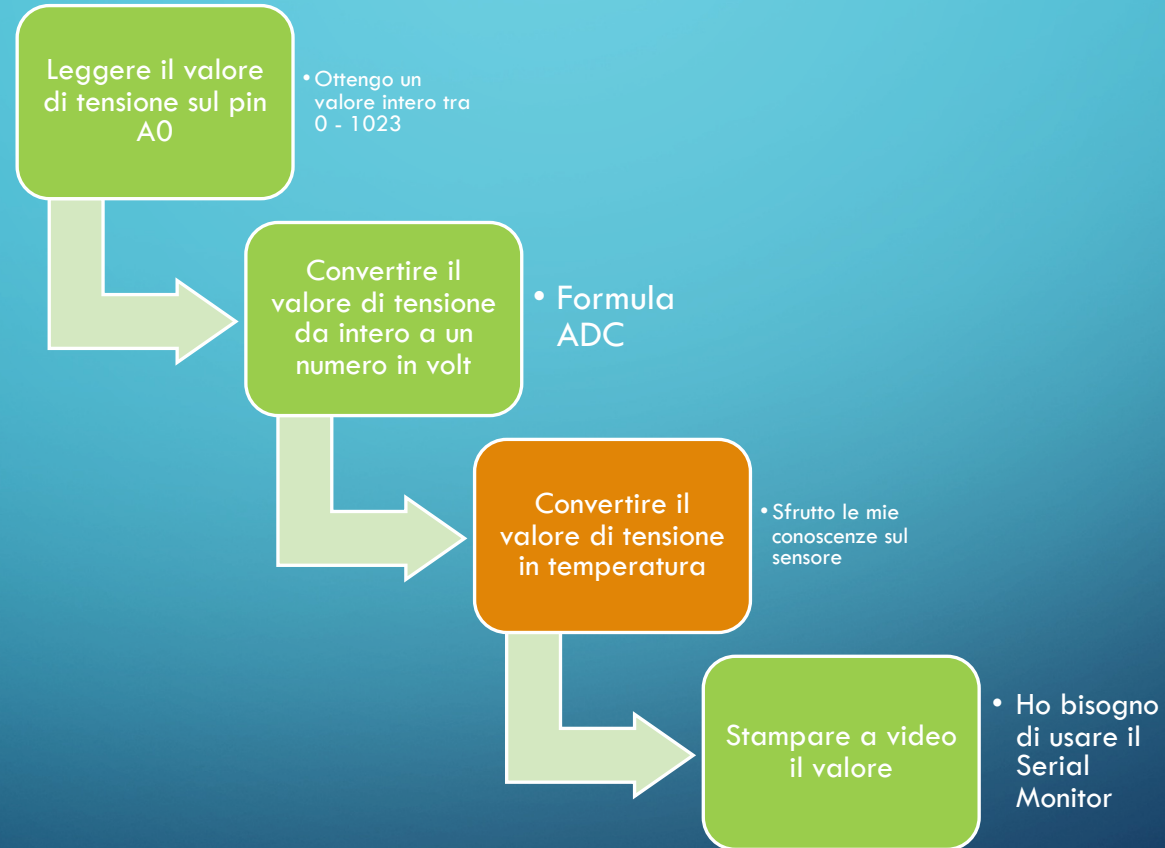 Leggere il valore
di tensione sul pin
A0
• Ottengo un
valore intero tra
0 - 1023
Convertire il
valore di tensione
da intero a un
numero in volt
• Formula
ADC
Convertire il
valore di tensione
in temperatura
• Sfrutto le mie
conoscenze sul
sensore
Stampare a video
il valore
• Ho bisogno
di usare il
Serial
Monitor